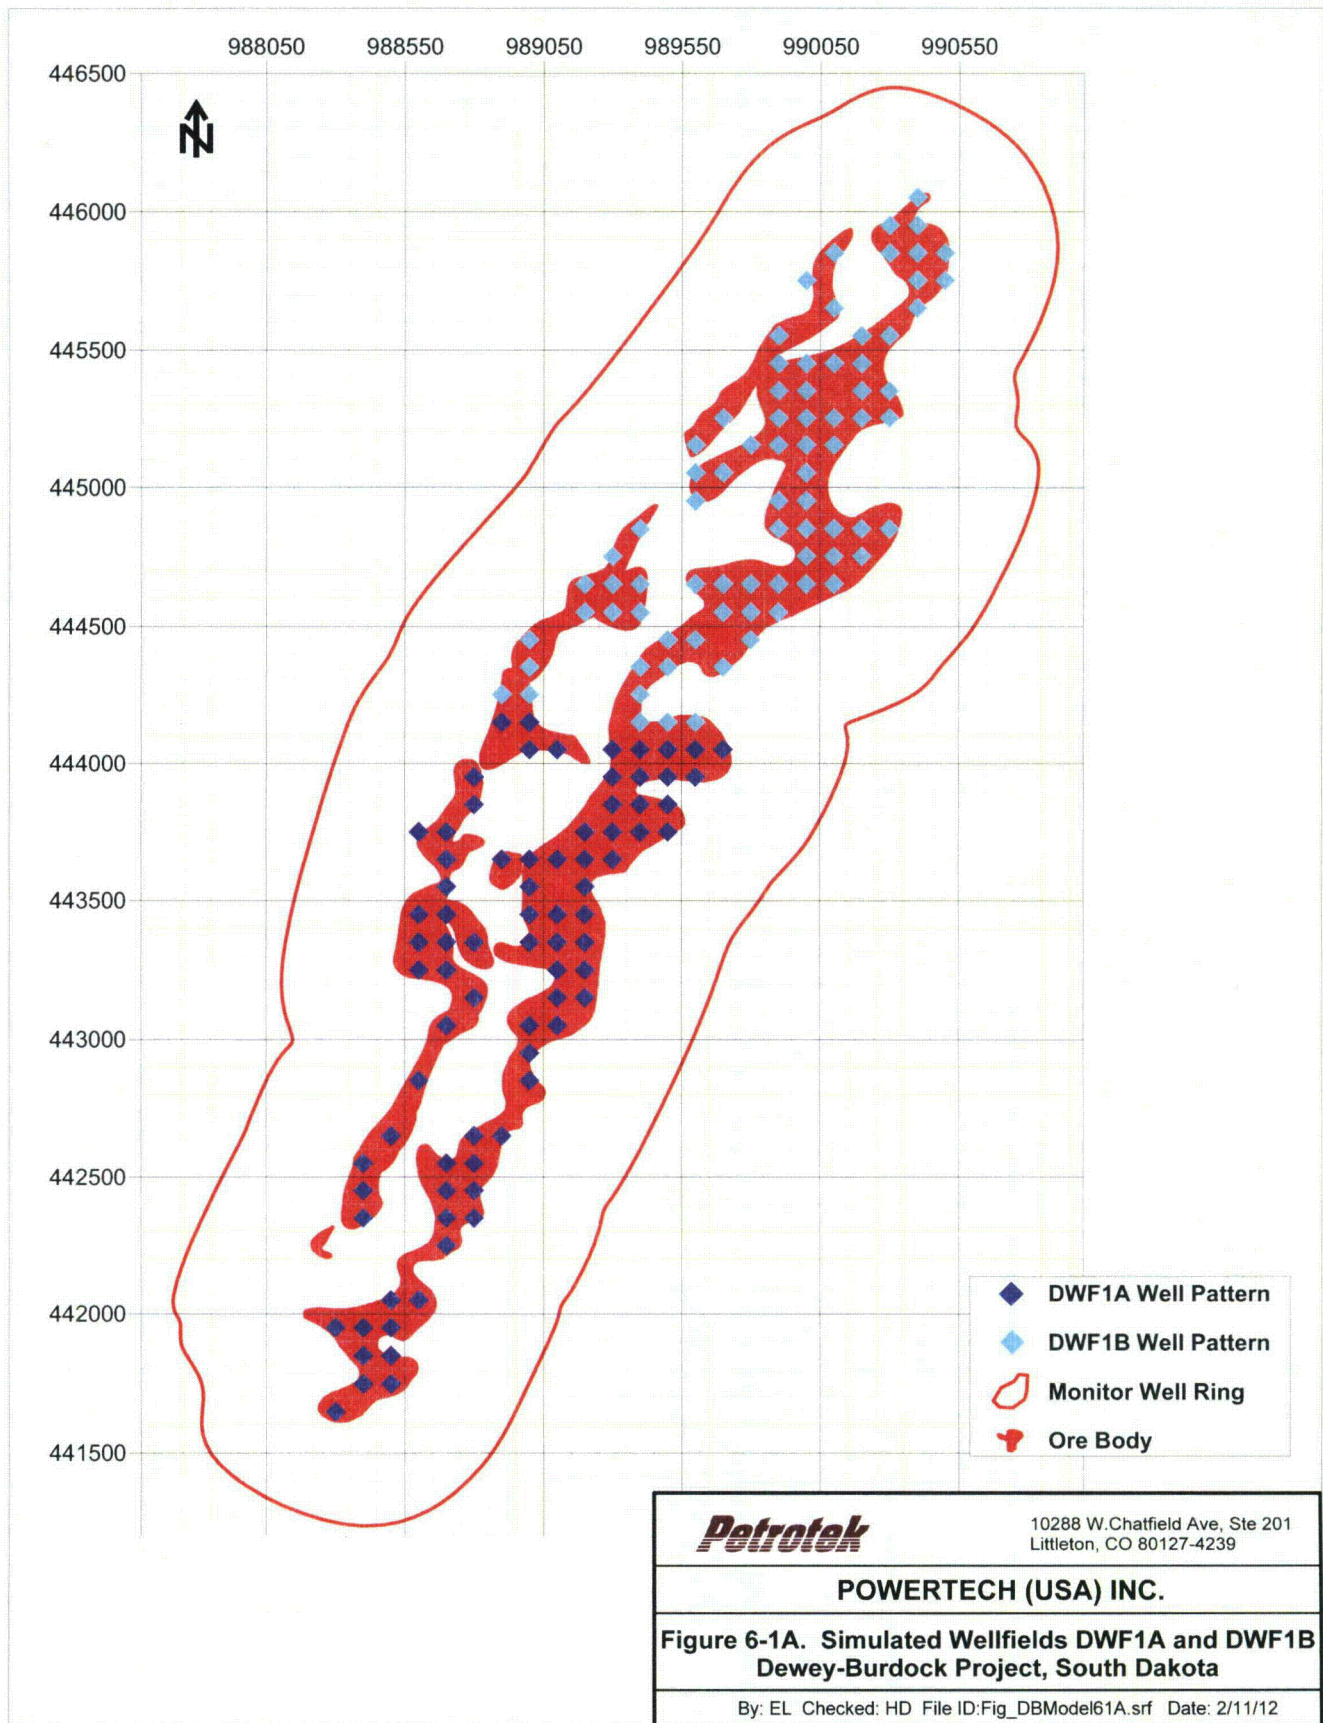 988050 988550 989050 989550 990050 990550
446500
N
446000
445500
445000
444500
444000
443500
443000
442500
442000
441500
DWF1A Well Pattern
DWF1B Well Pattern
Monitor Well Ring
Ore Body
Petrotek
10288 W.Chatfield Ave, Ste 201
Littleton, CO 80127-4239
POWERTECH (USA) INC.
Figure 6-1A. Simulated Wellfields DWF1A and DWF1B
Dewey-Burdock Project, South Dakota
By: EL Checked: HD File ID:Fig_DBModel61A.srf Date: 2/11/12